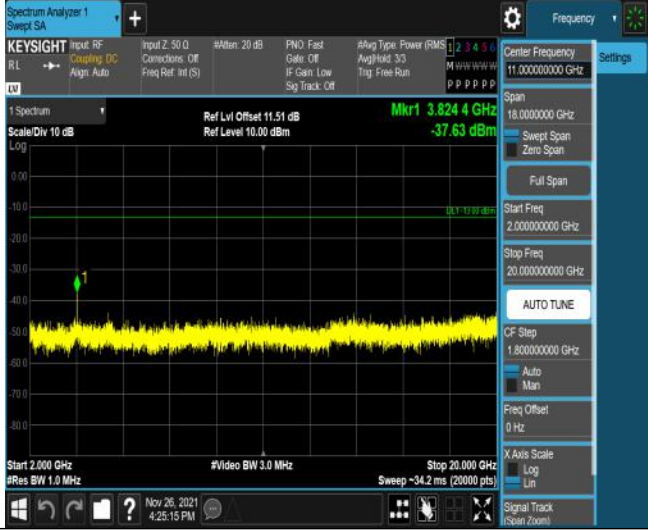 Spectrum Analyzer 1
Swept SA
+
Frequency
KEYSIGHT
RL
LV
Input: RF
Coupling: DC
Align: Auto
Input Z: 50 Ω
Corrections: Off
Freq Ref: Int (S)
#Atten: 20 dB
PNO: Fast
Gate: Off
IF Gain: Low
Sig Track: Off
#Avg Type: Power (RMS
Avg|Hold: 3/3
Trig: Free Run
1 2 3 4 5 6
M W W W W W
P P P P P P
Settings
Center Frequency
11.000000000 GHz
Span
18.0000000 GHz
Swept Span
Zero Span
Full Span
Start Freq
2.000000000 GHz
Stop Freq
20.000000000 GHz
AUTO TUNE
CF Step
1.800000000 GHz
Auto
Man
Freq Offset
0 Hz
X Axis Scale
Log
Lin
Signal Track
(Span Zoom)
1 Spectrum
Scale/Div 10 dB
Log
Ref Lvl Offset 11.51 dB
Ref Level 10.00 dBm
Mkr1 3.824 4 GHz
-37.63 dBm
0.00
-10.0
-20.0
-30.0
-40.0
-50.0
-60.0
-70.0
-80.0
DL1 -13.00 dBm
1
Start 2.000 GHz
#Res BW 1.0 MHz
#Video BW 3.0 MHz
Stop 20.000 GHz
Sweep ~34.2 ms (20000 pts)
?
Nov 26, 2021
4:25:15 PM